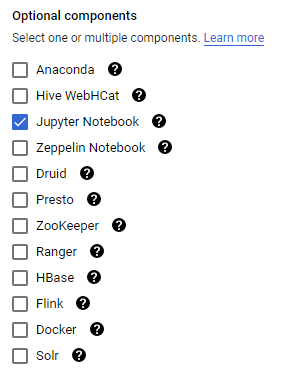 Optional components
Select one or multiple components. Learn more
Anaconda ?
Hive WebHCat ?
Jupyter Notebook ?
Zeppelin Notebook ?
Druid ?
Presto ?
ZooKeeper ?
Ranger ?
HBase ?
Flink ?
Docker ?
Solr ?